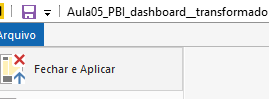 Aula05_PBI_dashboard__transformado
Arquivo
Fechar e Aplicar